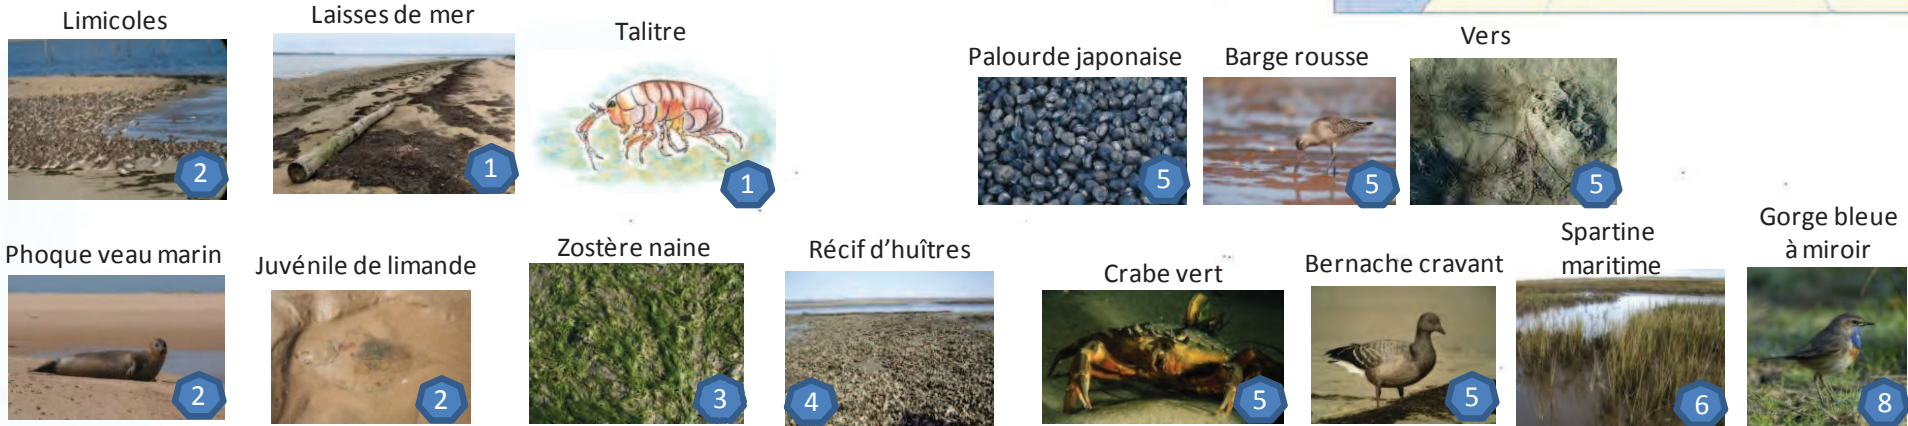 Limicoles
2
Laisses de mer
1
Talitre
1
Palourde japonaise
5
Barge rousse
5
Vers
5
Phoque veau marin
2
Juvénile de limande
2
Zostère naine
3
Récif d’huîtres
4
Crabe vert
5
Bernache cravant
5
Spartine
maritime
6
Gorge bleue
à miroir
8